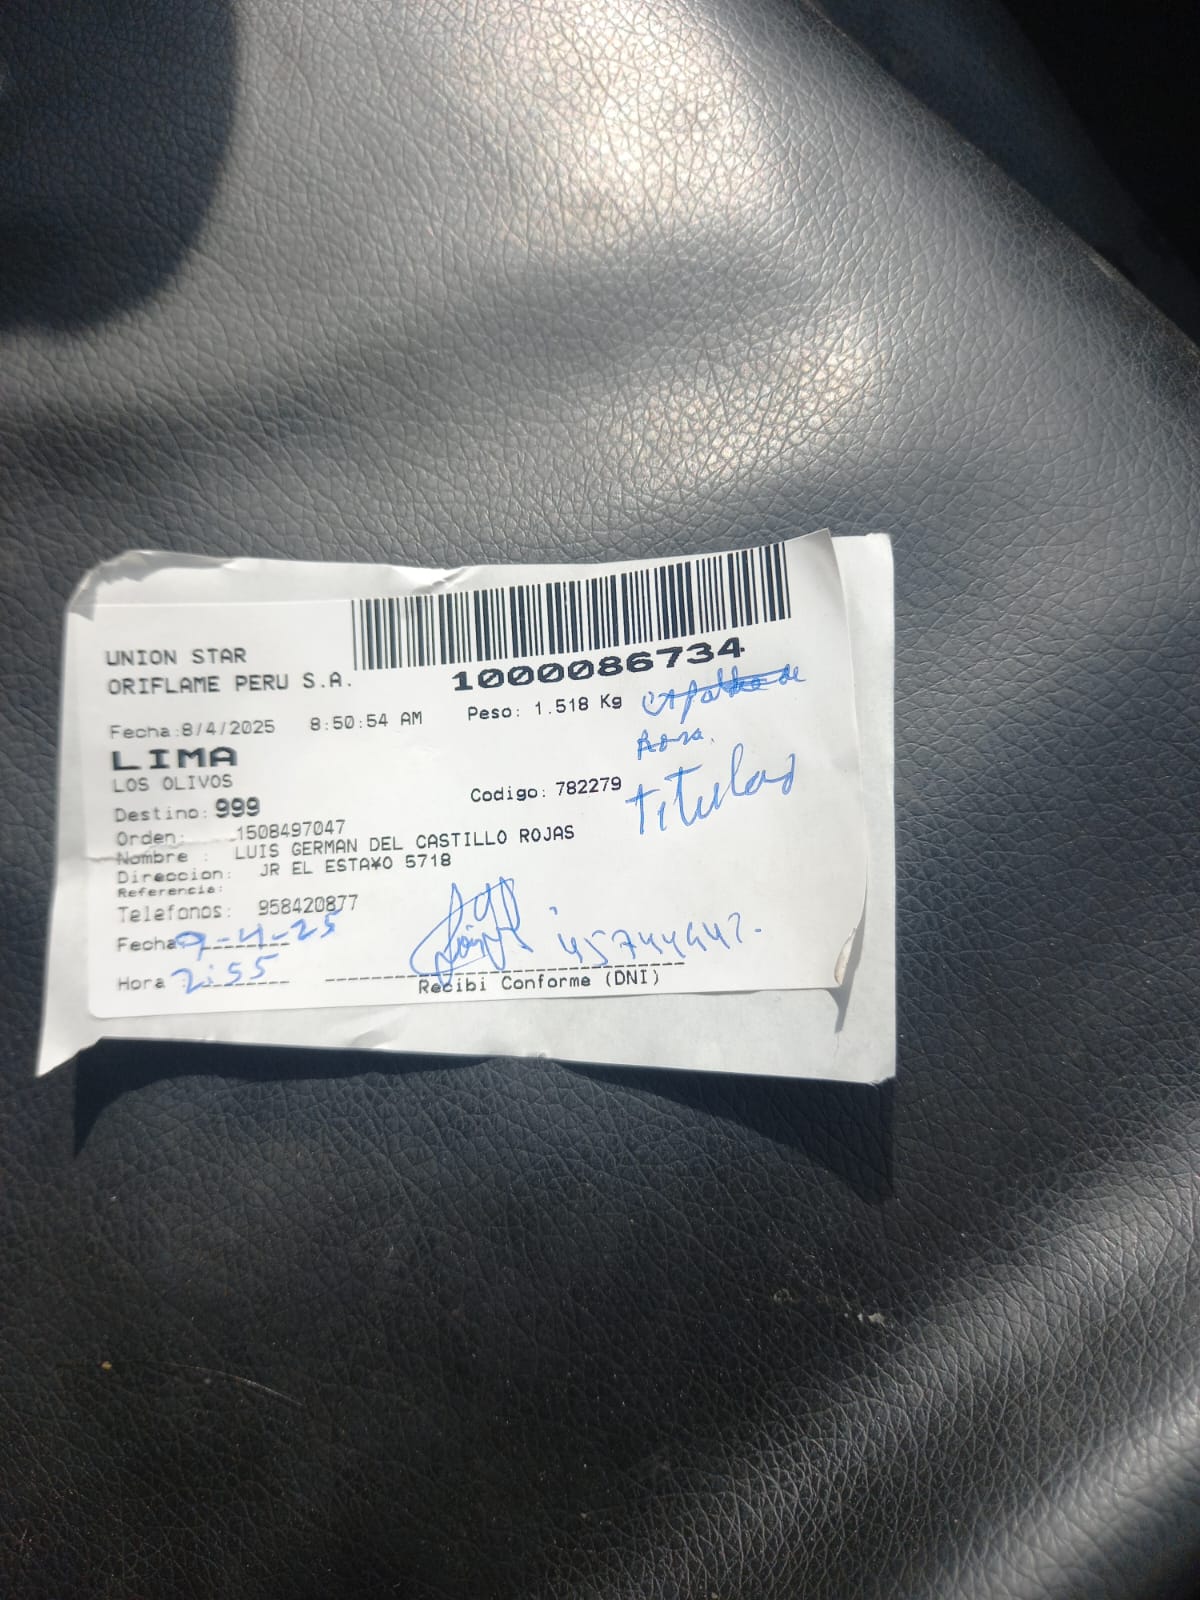 1000086734
UNION STAR
ORIFLAME PERU S.A.
Fecha:8/4/2025 8:50:54 AM Peso: 1.518 Kg
LIMA
LOS OLIVOS
Destino: 999 Codigo: 782279
Titular
Orden: 1508497047
Nombre : LUIS GERMAN DEL CASTILLO ROJAS
Direccion: JR EL ESTA¥O 5718
Referencia:
Telefonos: 958420877
Fecha 9-4-25
Hora : 2:55
Recibi Conforme (DNI)